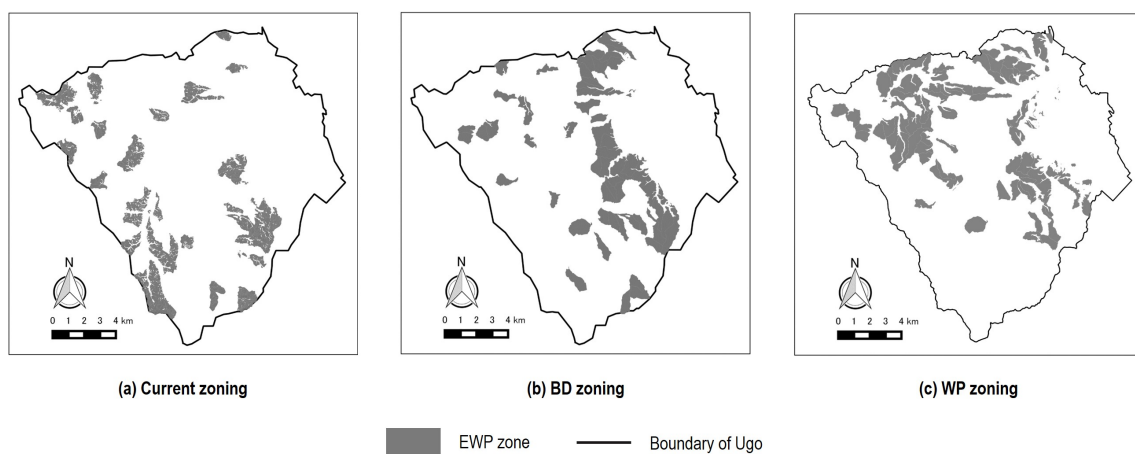 N
0 1 2 3 4 km
N
0 1 2 3 4 km
N
0 1 2 3 4 km
(a) Current zoning
(b) BD zoning
(c) WP zoning
EWP zone
Boundary of Ugo